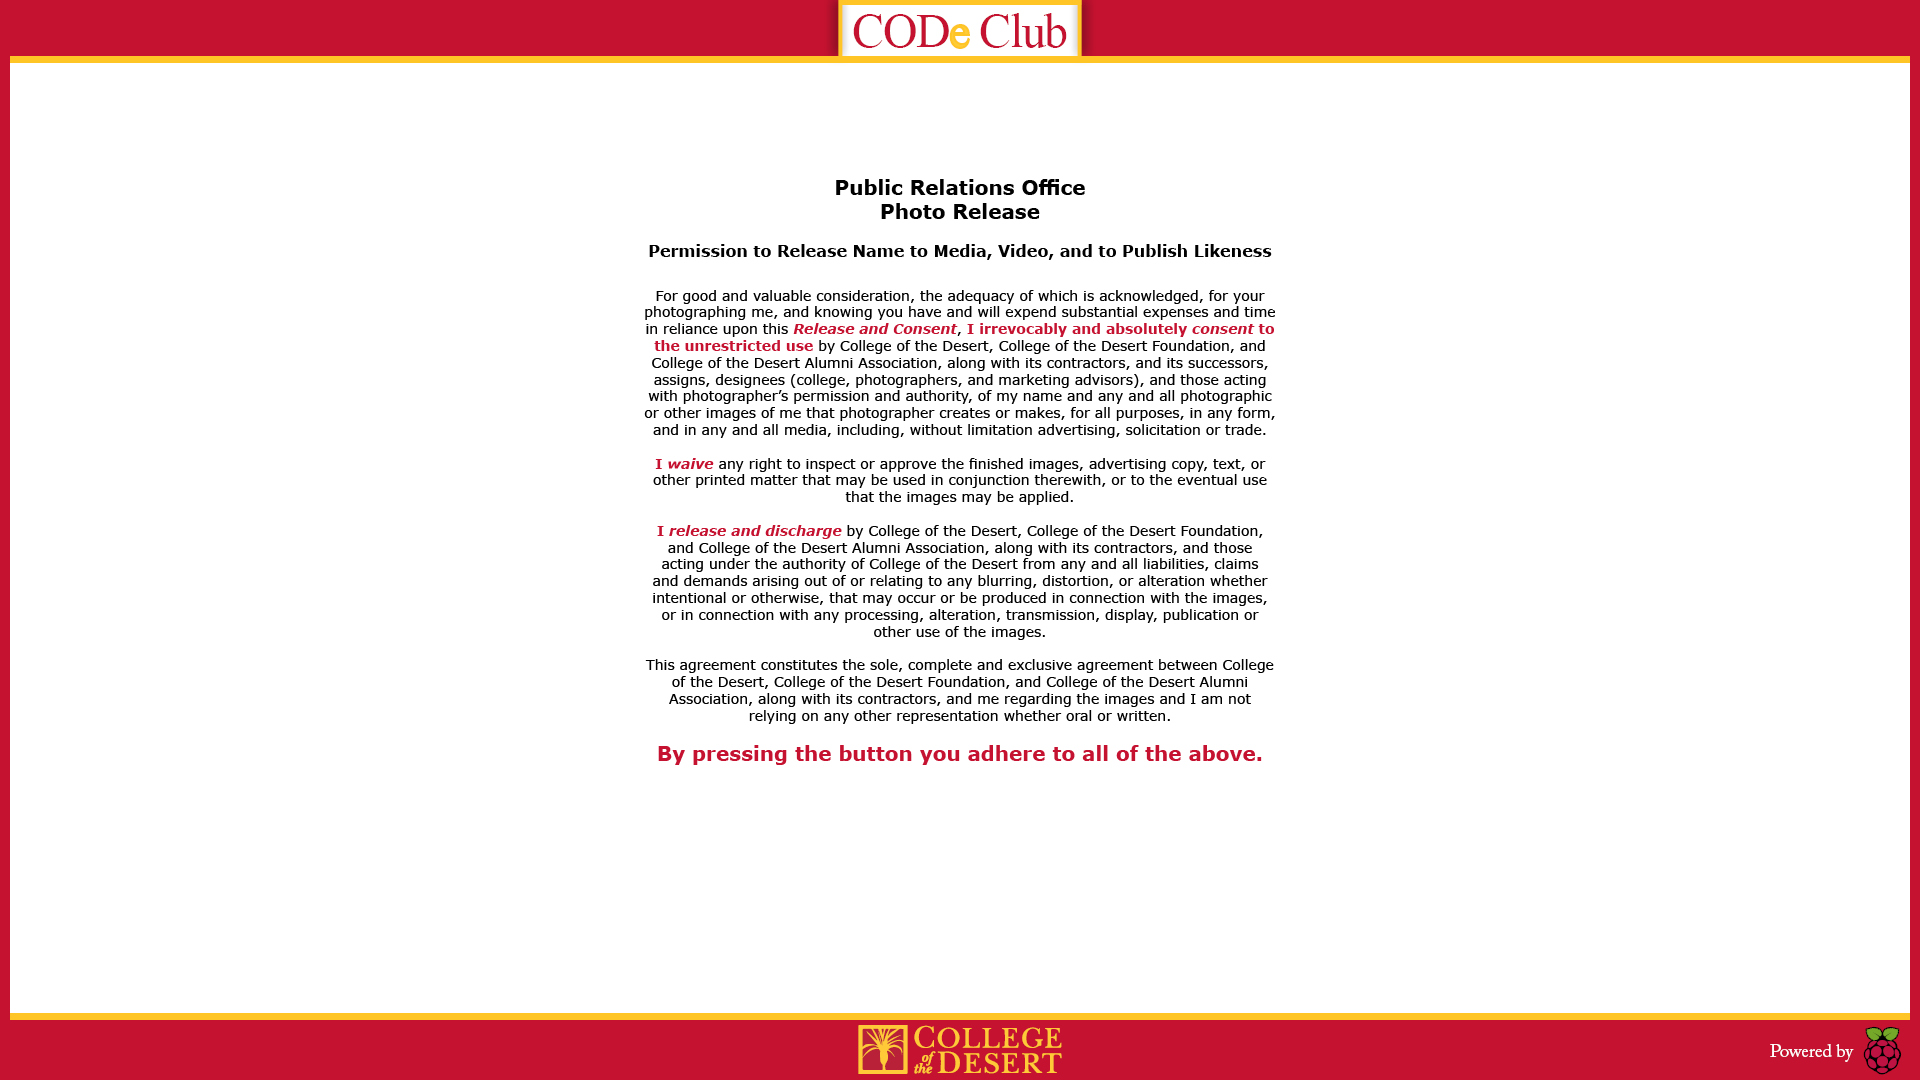 CODe Club
Public Relations Office
Photo Release
Permission to Release Name to Media, Video, and to Publish Likeness
For good and valuable consideration, the adequacy of which is acknowledged, for your
photographing me, and knowing you have and will expend substantial expenses and time
in reliance upon this Release and Consent, I irrevocably and absolutely consent to
the unrestricted use by College of the Desert, College of the Desert Foundation, and
College of the Desert Alumni Association, along with its contractors, and its successors,
assigns, designees (college, photographers, and marketing advisors), and those acting
with photographer’s permission and authority, of my name and any and all photographic
or other images of me that photographer creates or makes, for all purposes, in any form,
and in any and all media, including, without limitation advertising, solicitation or trade.
I waive any right to inspect or approve the finished images, advertising copy, text, or
other printed matter that may be used in conjunction therewith, or to the eventual use
that the images may be applied.
I release and discharge by College of the Desert, College of the Desert Foundation,
and College of the Desert Alumni Association, along with its contractors, and those
acting under the authority of College of the Desert from any and all liabilities, claims
and demands arising out of or relating to any blurring, distortion, or alteration whether
intentional or otherwise, that may occur or be produced in connection with the images,
or in connection with any processing, alteration, transmission, display, publication or
other use of the images.
This agreement constitutes the sole, complete and exclusive agreement between College
of the Desert, College of the Desert Foundation, and College of the Desert Alumni
Association, along with its contractors, and me regarding the images and I am not
relying on any other representation whether oral or written.
By pressing the button you adhere to all of the above.
COLLEGE
of the DESERT
Powered by